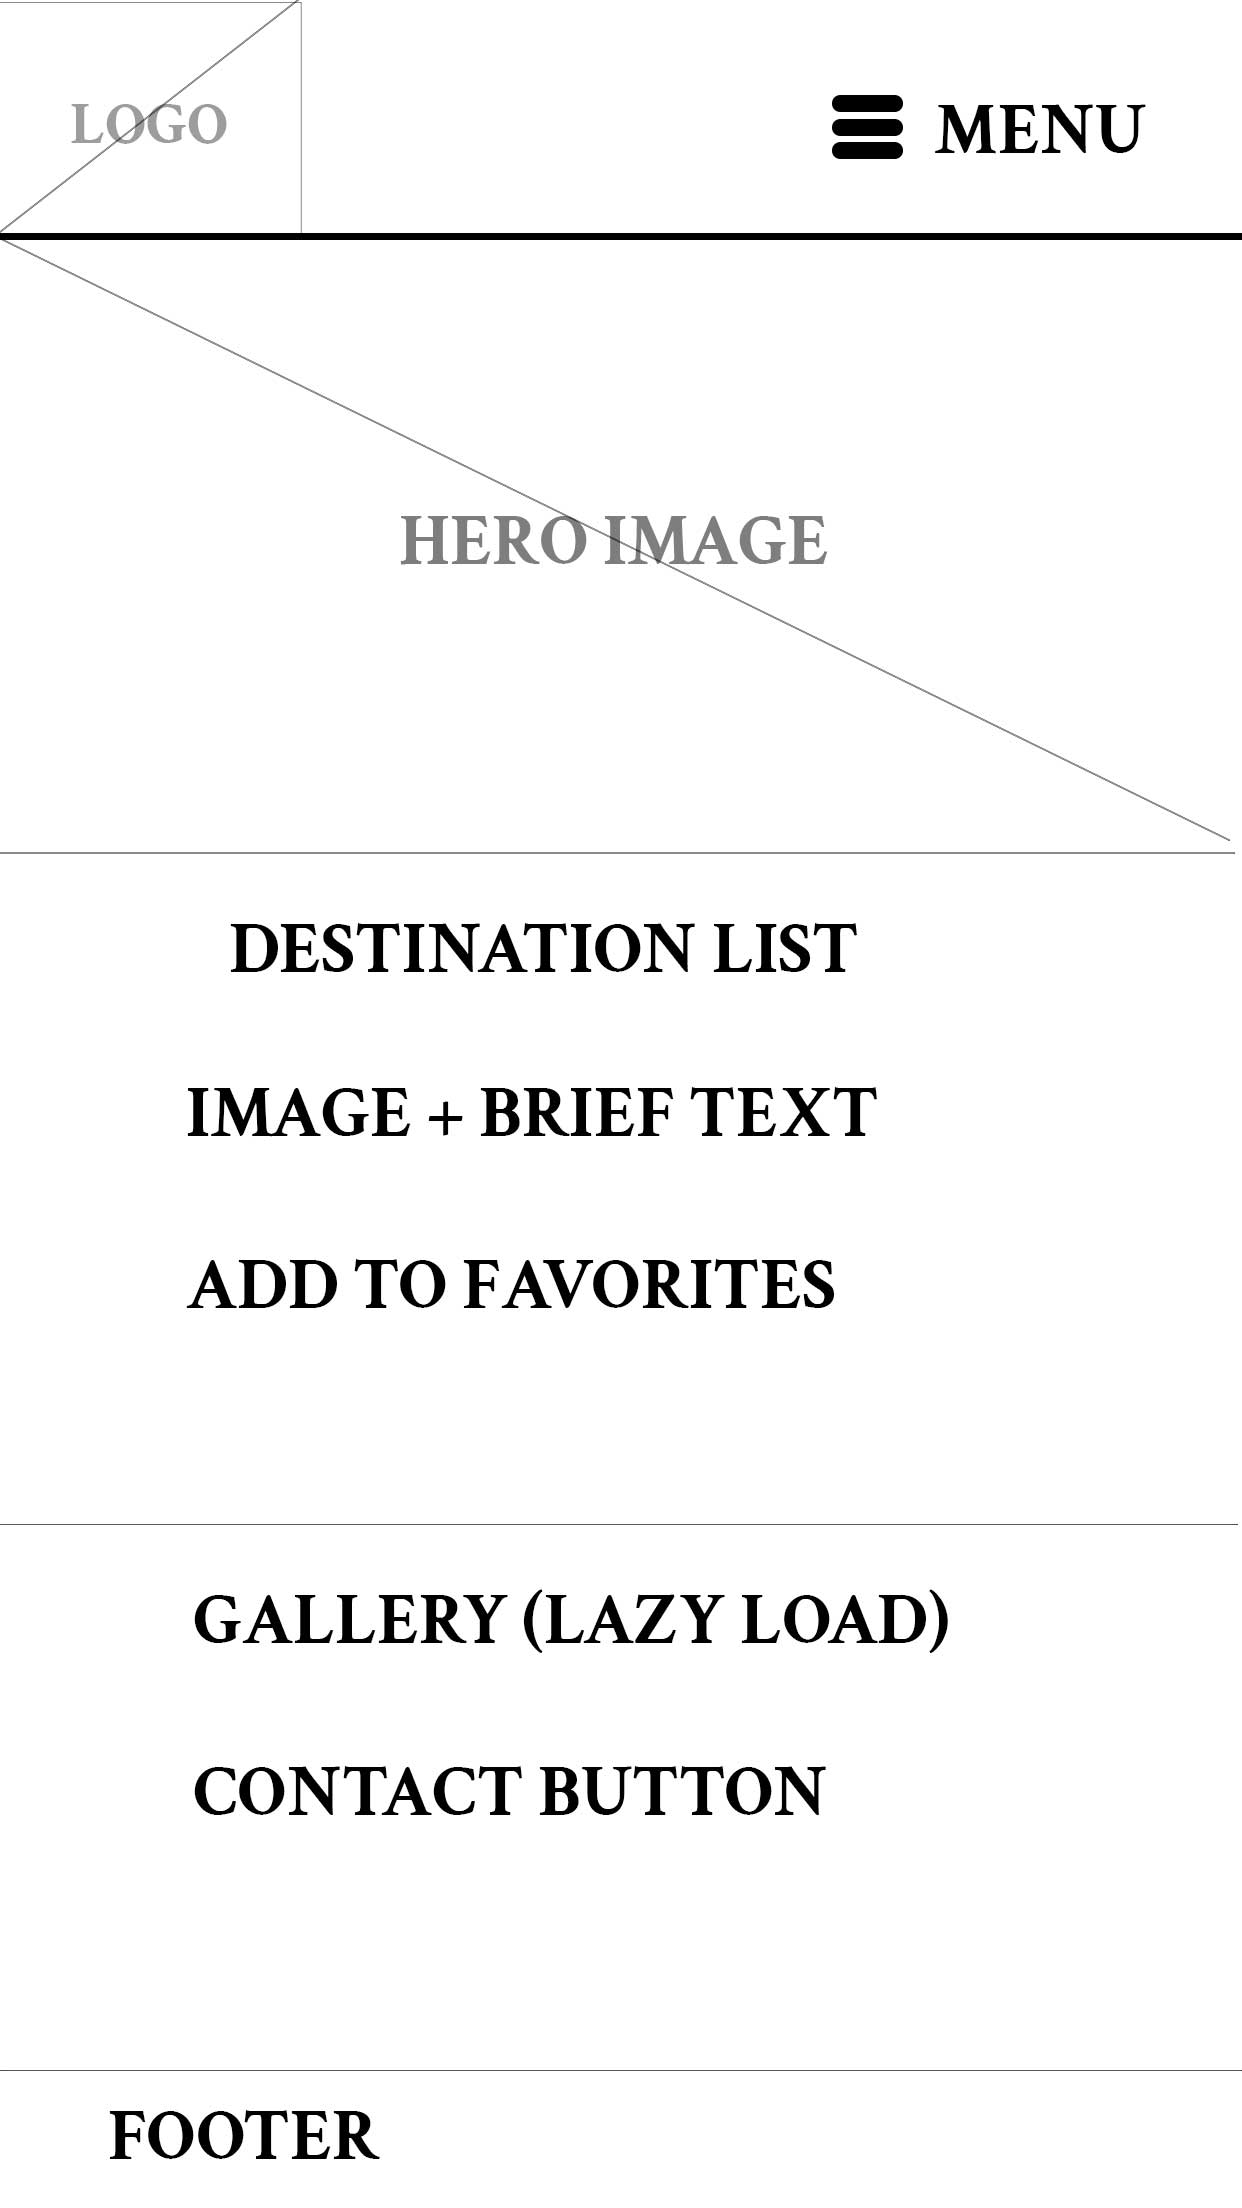 LOGO
MENU
HERO IMAGE
DESTINATION LIST
IMAGE + BRIEF TEXT
ADD TO FAVORITES
GALLERY (LAZY LOAD)
CONTACT BUTTON
FOOTER